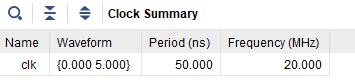 Clock Summary
Name Waveform Period (ns) Frequency (MHz)
clk {0.000 5.000} 50.000 20.000